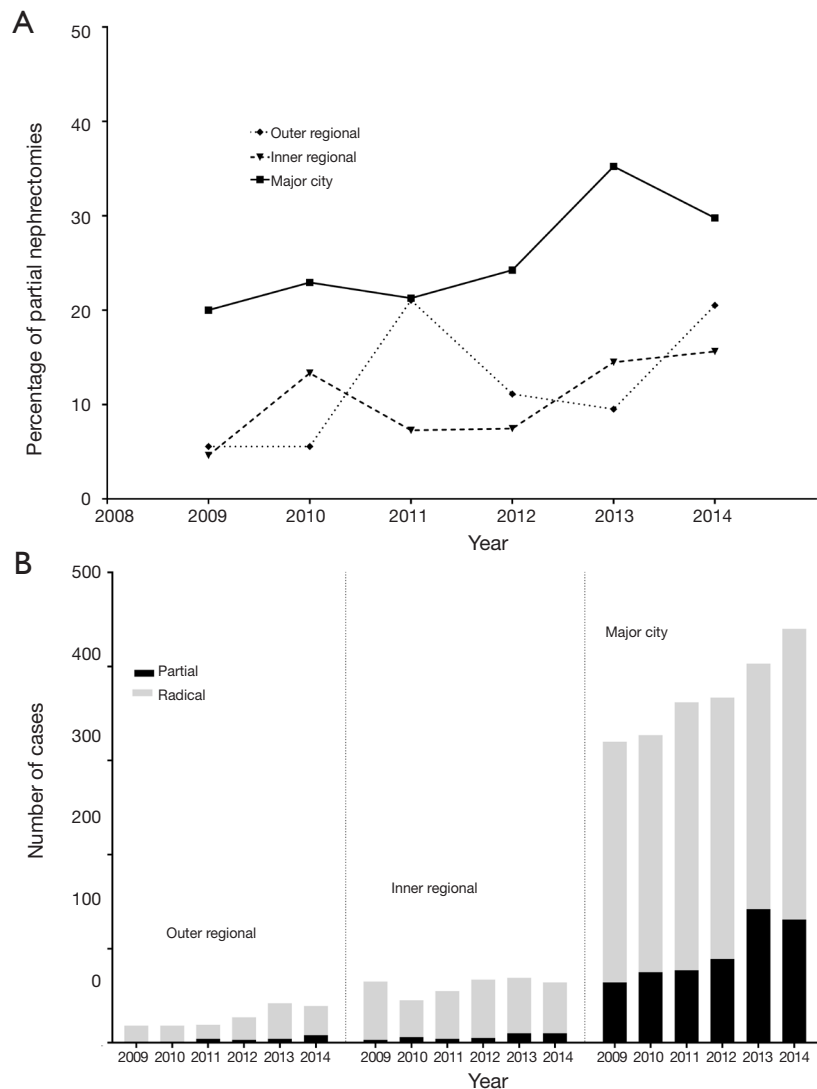 A
50
40
30
20
10
0
Percentage of partial nephrectomies
Outer regional
Inner regional
Major city
2008 2009 2010 2011 2012 2013 2014
Year
B
500
400
300
200
100
0
Number of cases
Partial
Radical
Outer regional
Inner regional
Major city
2009 2010 2011 2012 2013 2014 2009 2010 2011 2012 2013 2014 2009 2010 2011 2012 2013 2014
Year